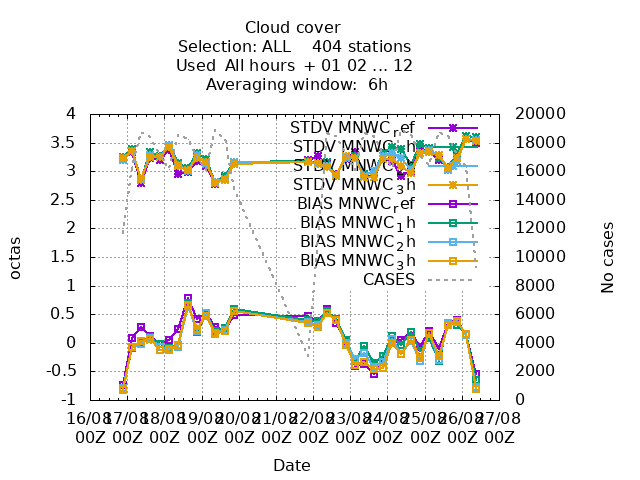 Cloud cover
Selection: ALL 404 stations
Used All hours + 01 02 ... 12
Averaging window: 6h
octas
4
3.5
3
2.5
2
1.5
1
0.5
0
-0.5
-1
20000
18000
16000
14000
12000
10000
8000
6000
4000
2000
0
No cases
STDV MNWC_ref
STDV MNWC_1h
STDV MNWC_2h
STDV MNWC_3h
BIAS MNWC_ref
BIAS MNWC_1h
BIAS MNWC_2h
BIAS MNWC_3h
CASES
16/08 17/08 18/08 19/08 20/08 21/08 22/08 23/08 24/08 25/08 26/08 27/08
00Z 00Z 00Z 00Z 00Z 00Z 00Z 00Z 00Z 00Z 00Z 00Z
Date